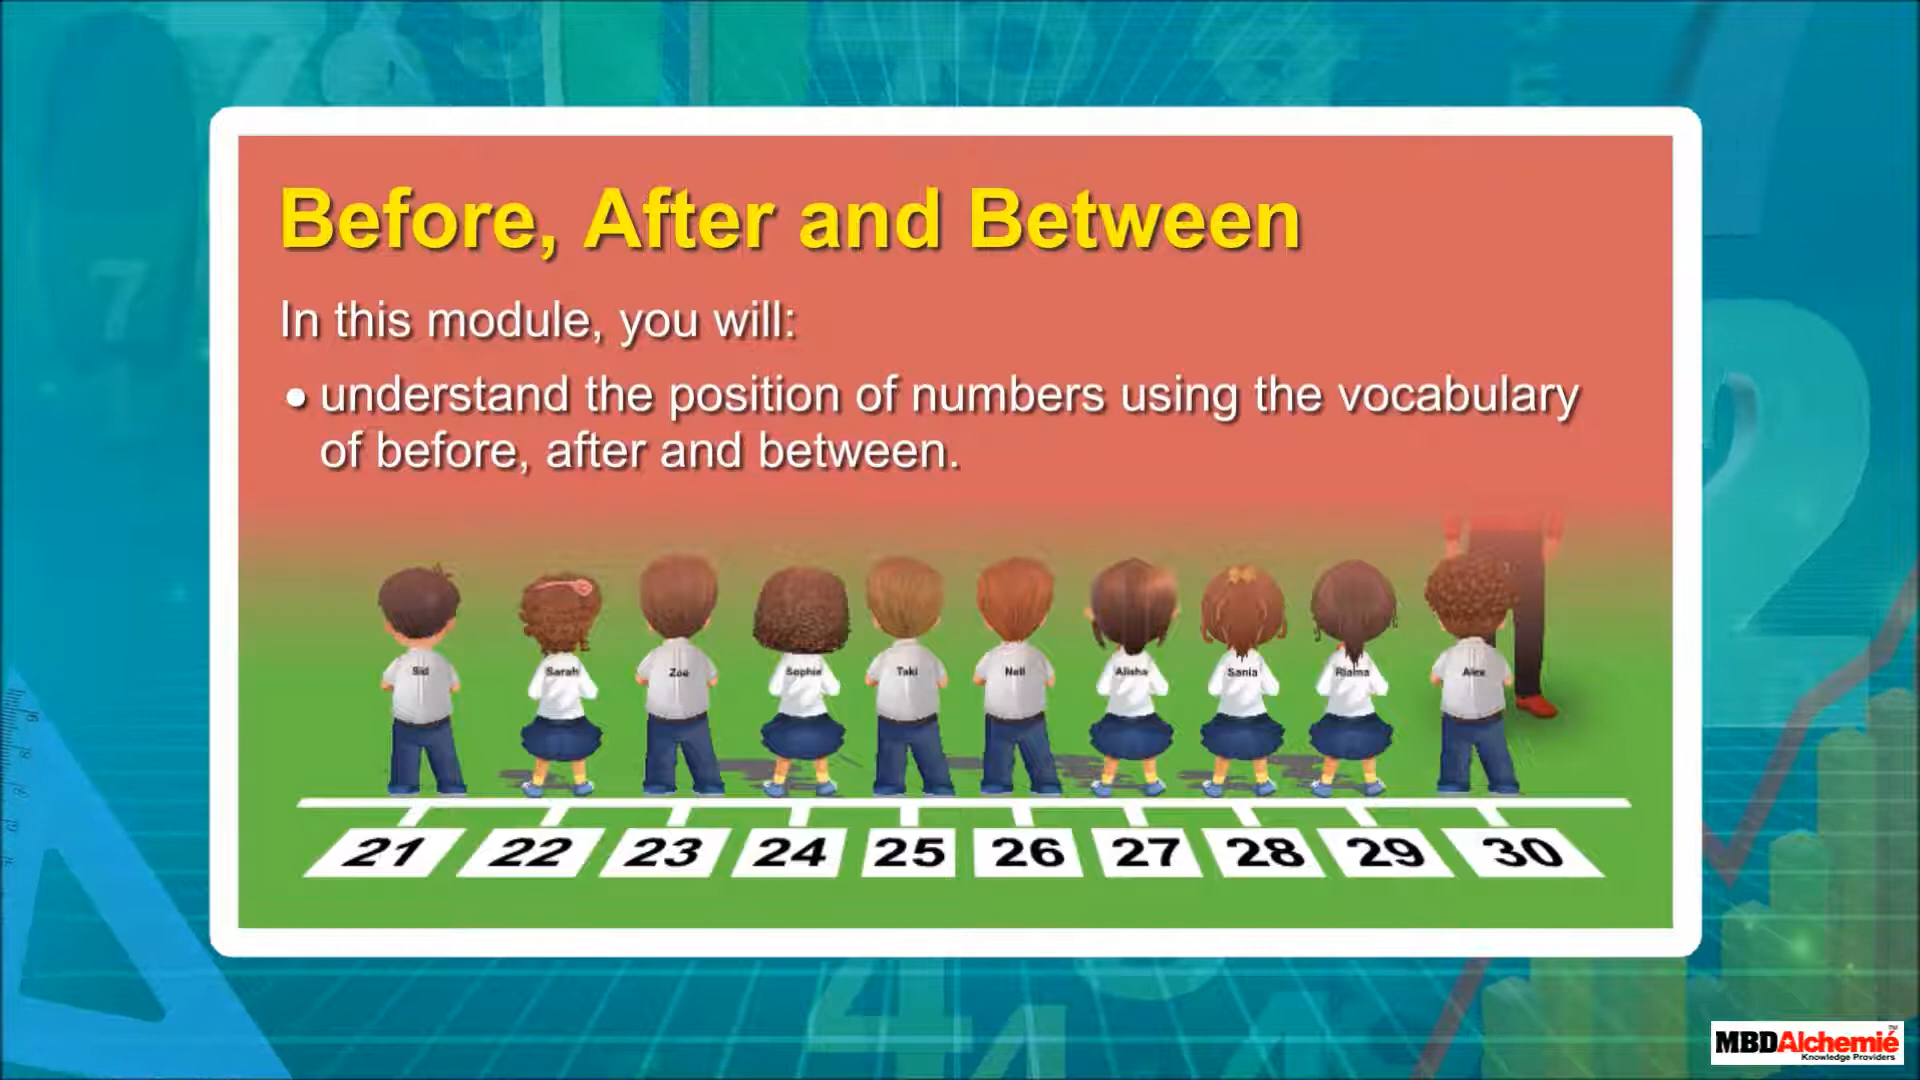 Before, After and Between
In this module, you will:
• understand the position of numbers using the vocabulary
of before, after and between.
Sid Sarah Zoe Sophie Taki Neil Alisha Sania Riama Alex
21 22 23 24 25 26 27 28 29 30
MBDAlchemié™
Knowledge Providers